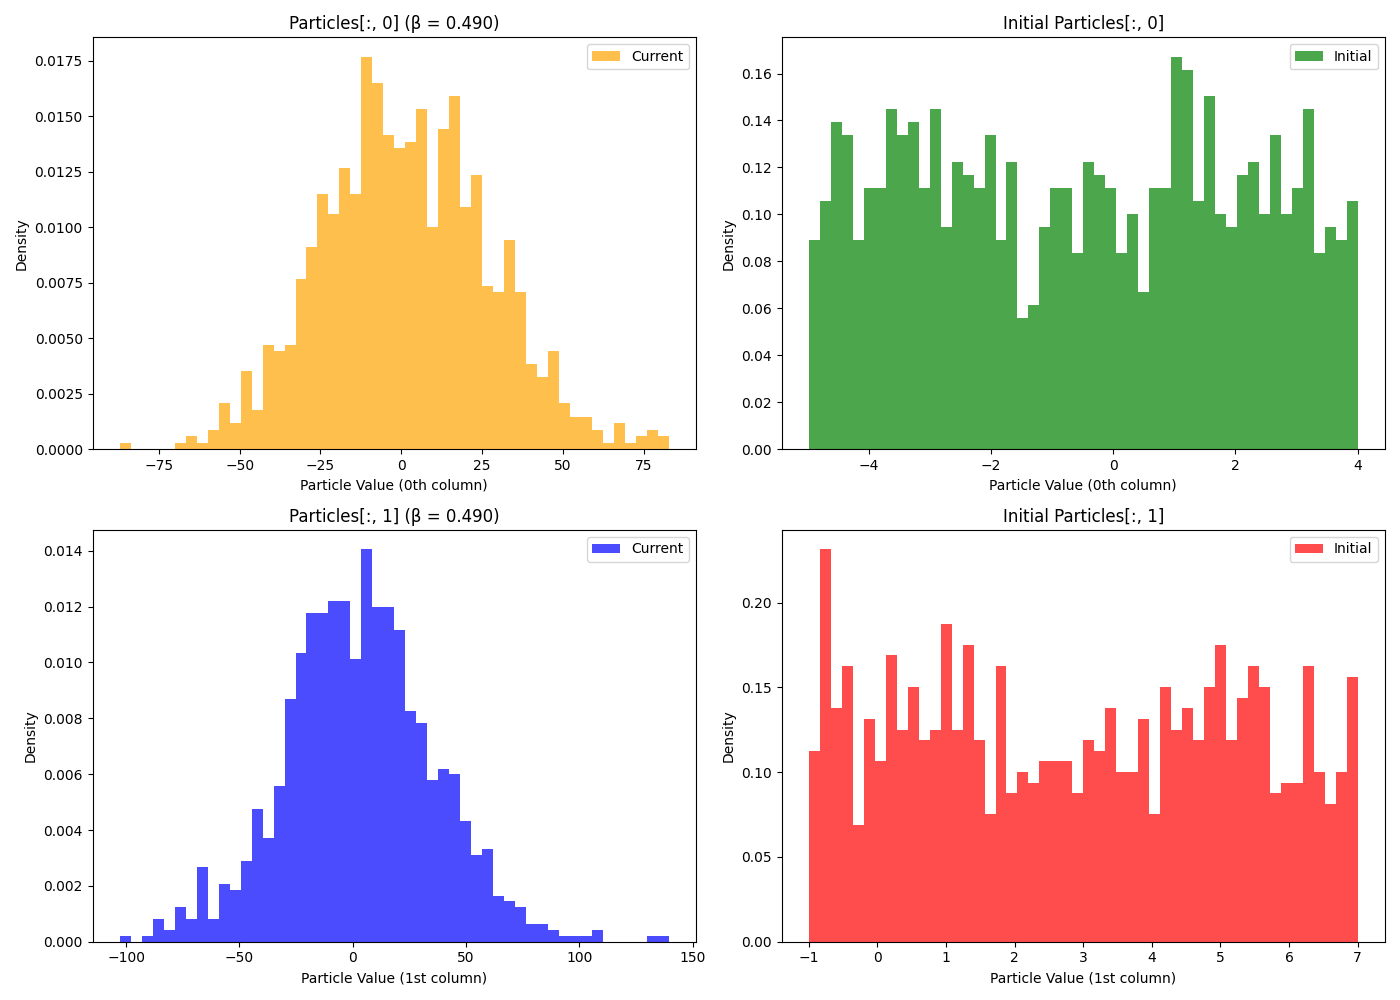 Particles[:, 0] (β = 0.490)
Current
Density
0.0175
0.0150
0.0125
0.0100
0.0075
0.0050
0.0025
0.0000
−75 −50 −25 0 25 50 75
Particle Value (0th column)
Initial Particles[:, 0]
Initial
Density
0.16
0.14
0.12
0.10
0.08
0.06
0.04
0.02
0.00
−4 −2 0 2 4
Particle Value (0th column)
Particles[:, 1] (β = 0.490)
Current
Density
0.014
0.012
0.010
0.008
0.006
0.004
0.002
0.000
−100 −50 0 50 100 150
Particle Value (1st column)
Initial Particles[:, 1]
Initial
Density
0.20
0.15
0.10
0.05
0.00
−1 0 1 2 3 4 5 6 7
Particle Value (1st column)